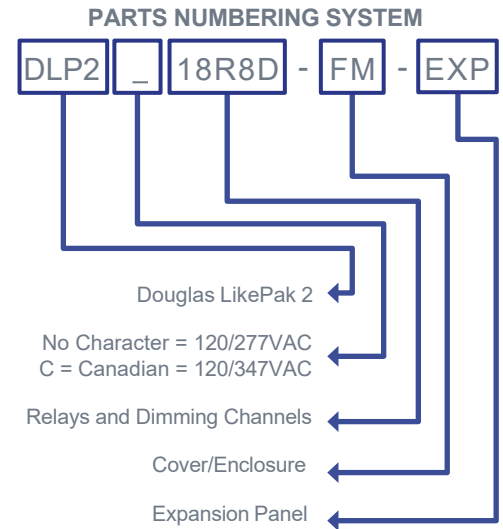 PARTS NUMBERING SYSTEM
DLP2 _ 18R8D - FM - EXP
Douglas LikePak 2
No Character = 120/277VAC
C = Canadian = 120/347VAC
Relays and Dimming Channels
Cover/Enclosure
Expansion Panel